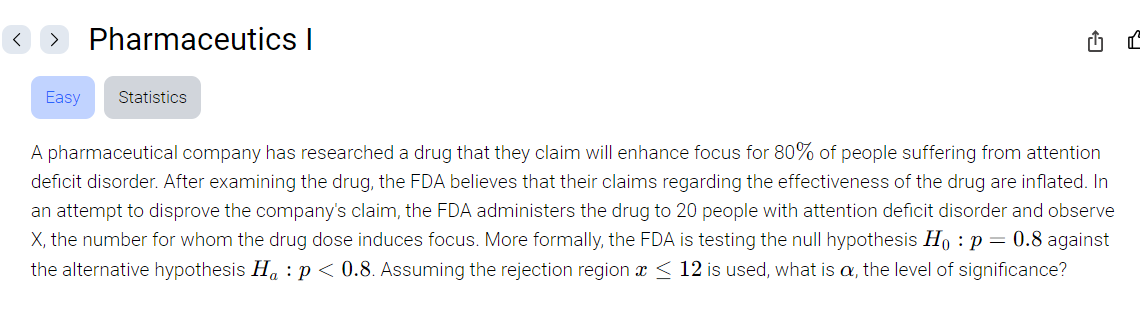 < > Pharmaceutics I
Easy Statistics
A pharmaceutical company has researched a drug that they claim will enhance focus for 80% of people suffering from attention
deficit disorder. After examining the drug, the FDA believes that their claims regarding the effectiveness of the drug are inflated. In
an attempt to disprove the company's claim, the FDA administers the drug to 20 people with attention deficit disorder and observe
X, the number for whom the drug dose induces focus. More formally, the FDA is testing the null hypothesis H₀ : p = 0.8 against
the alternative hypothesis Hₐ : p < 0.8. Assuming the rejection region x ≤ 12 is used, what is α, the level of significance?